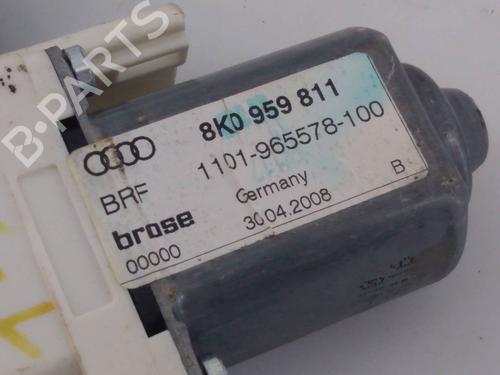 B-PARTS
8K0 959 811
1101-965578-100
BRF
Germany
brose
30.04.2008
B
00000